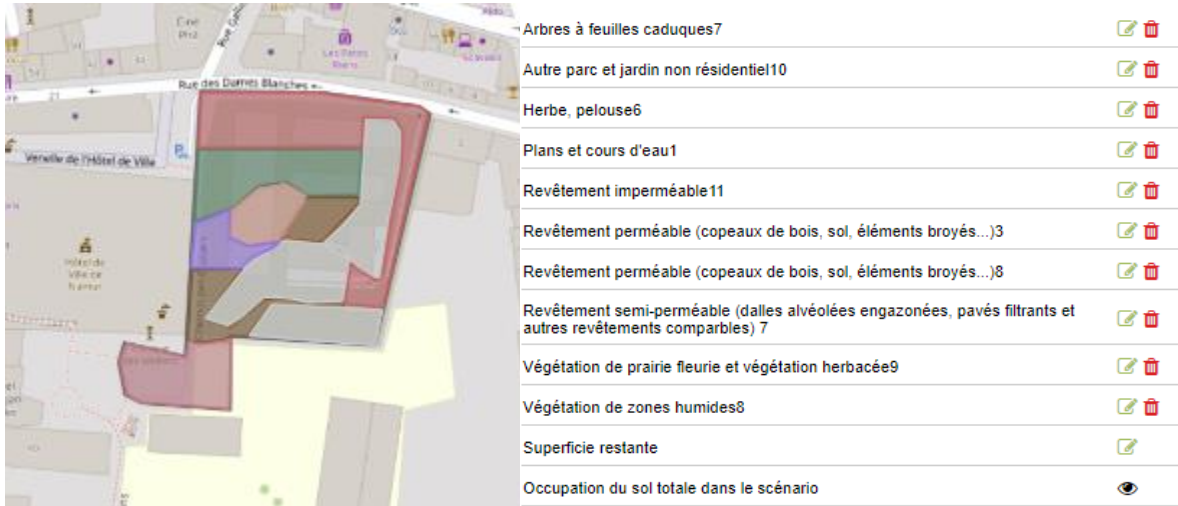 Ciné
Rue des Dames Blanches
Venelle de l'Hôtel de Ville
Hôtel de
Ville de
Namur
Arbres à feuilles caduques7
Autre parc et jardin non résidentiel10
Herbe, pelouse6
Plans et cours d'eau1
Revêtement imperméable11
Revêtement perméable (copeaux de bois, sol, éléments broyés...)3
Revêtement perméable (copeaux de bois, sol, éléments broyés...)8
Revêtement semi-perméable (dalles alvéolées engazonées, pavés filtrants et
autres revêtements comparbles) 7
Végétation de prairie fleurie et végétation herbacée9
Végétation de zones humides8
Superficie restante
Occupation du sol totale dans le scénario